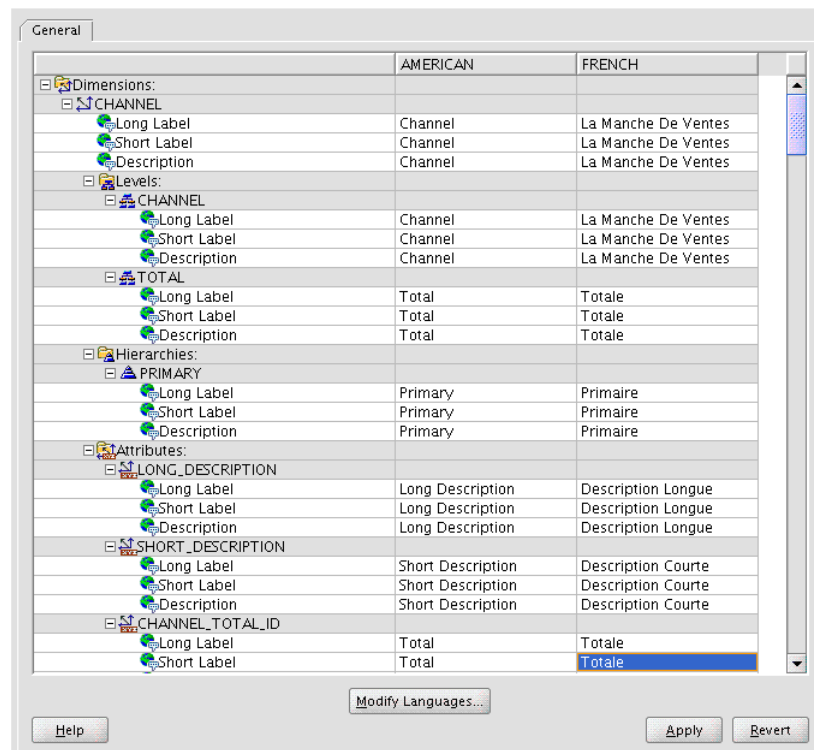 General
AMERICAN FRENCH
Dimensions:
CHANNEL
Long Label Channel La Manche De Ventes
Short Label Channel La Manche De Ventes
Description Channel La Manche De Ventes
Levels:
CHANNEL
Long Label Channel La Manche De Ventes
Short Label Channel La Manche De Ventes
Description Channel La Manche De Ventes
TOTAL
Long Label Total Totale
Short Label Total Totale
Description Total Totale
Hierarchies:
PRIMARY
Long Label Primary Primaire
Short Label Primary Primaire
Description Primary Primaire
Attributes:
LONG_DESCRIPTION
Long Label Long Description Description Longue
Short Label Long Description Description Longue
Description Long Description Description Longue
SHORT_DESCRIPTION
Long Label Short Description Description Courte
Short Label Short Description Description Courte
Description Short Description Description Courte
CHANNEL_TOTAL_ID
Long Label Total Totale
Short Label Total Totale
Modify Languages...
Help Apply Revert